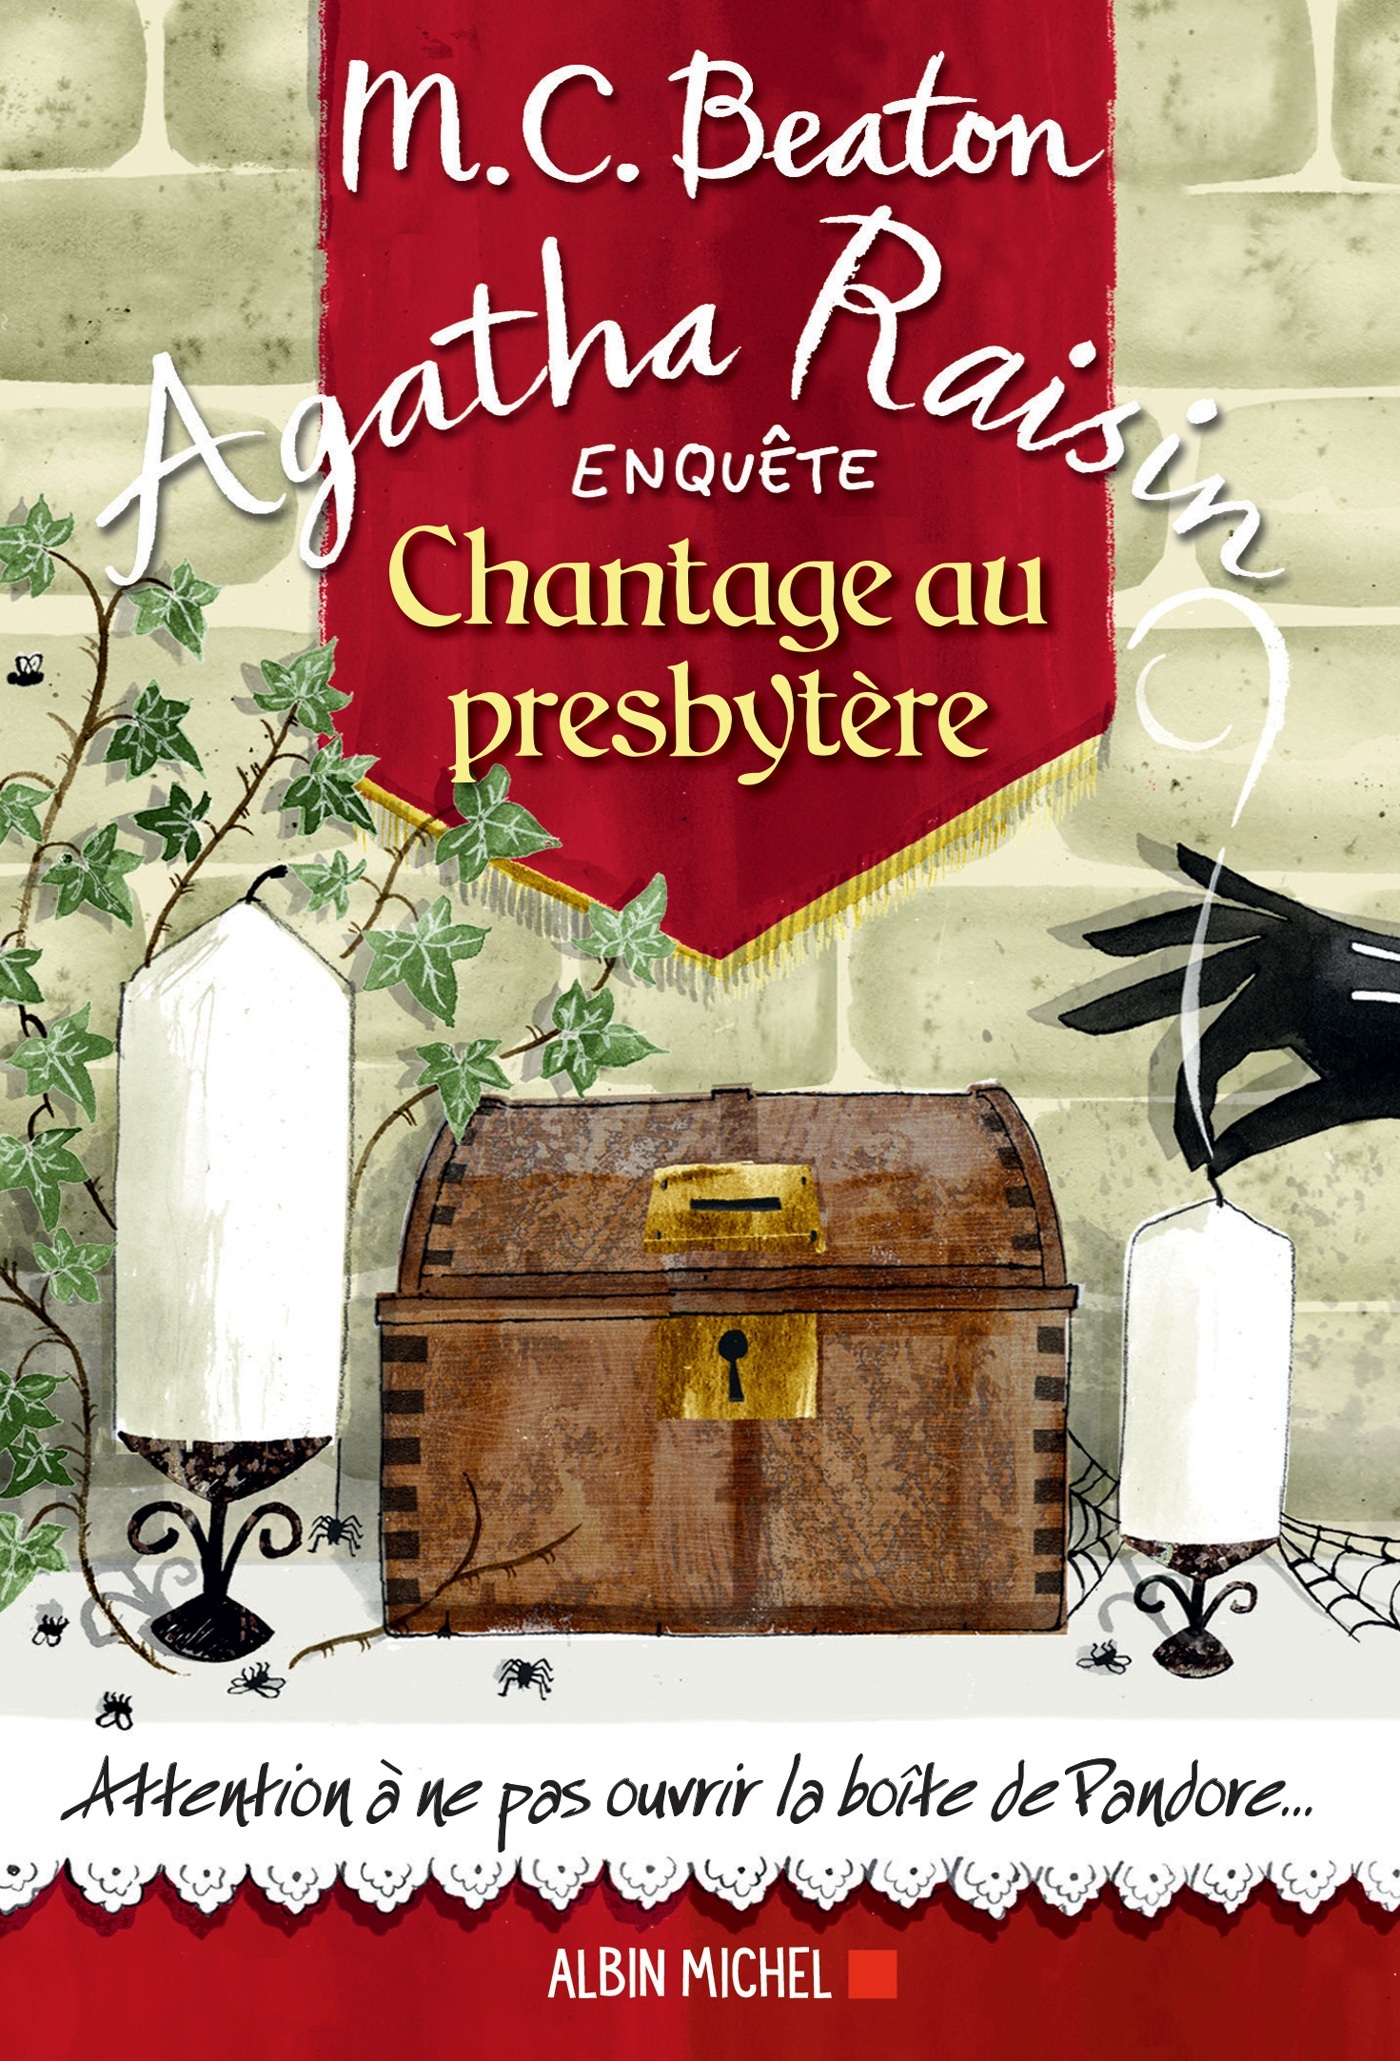 M.C. Beaton
Agatha Raisin
ENQUÊTE
Chantage au
presbytère
Attention à ne pas ouvrir la boîte de Pandore...
ALBIN MICHEL